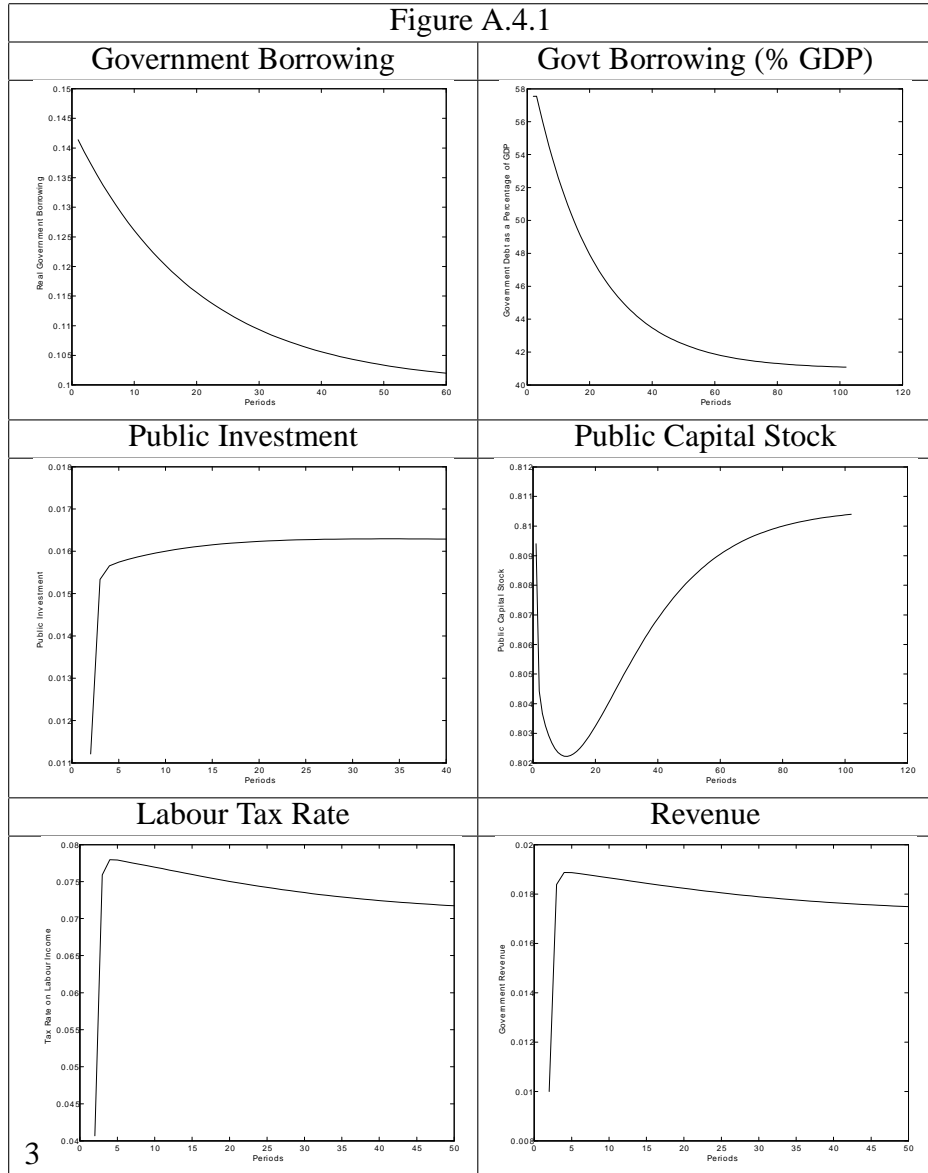 Figure A.4.1
Government Borrowing
Govt Borrowing (% GDP)
0.15
0.145
0.14
0.135
0.13
0.125
0.12
0.115
0.11
0.105
0.1
Real Government Borrowing
0 10 20 30 40 50 60
Periods
58
56
54
52
50
48
46
44
42
40
Government Debt as a Percentage of GDP
0 20 40 60 80 100 120
Periods
Public Investment
Public Capital Stock
0.018
0.017
0.016
0.015
0.014
0.013
0.012
0.011
Public Investment
0 5 10 15 20 25 30 35 40
Periods
0.812
0.811
0.81
0.809
0.808
0.807
0.806
0.805
0.804
0.803
0.802
Public Capital Stock
0 20 40 60 80 100 120
Periods
Labour Tax Rate
Revenue
0.08
0.075
0.07
0.065
0.06
0.055
0.05
0.045
0.04
Tax Rate on Labour Income
0 5 10 15 20 25 30 35 40 45 50
Periods
0.02
0.018
0.016
0.014
0.012
0.01
0.008
Government Revenue
0 5 10 15 20 25 30 35 40 45 50
Periods
3